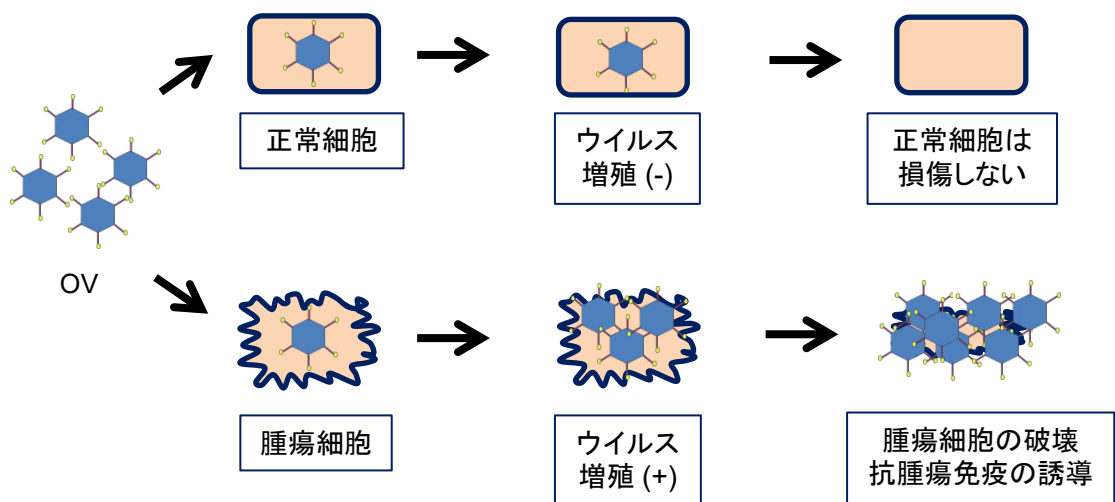 正常細胞
ウイルス
増殖 (-)
正常細胞は
損傷しない
OV
腫瘍細胞
ウイルス
増殖 (+)
腫瘍細胞の破壊
抗腫瘍免疫の誘導